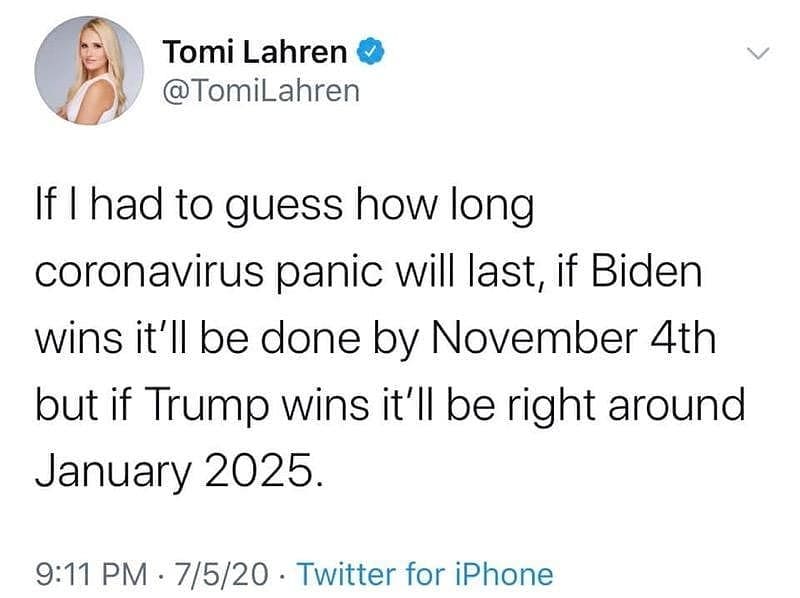 Tomi Lahren
@TomiLahren
If I had to guess how long
coronavirus panic will last, if Biden
wins it'll be done by November 4th
but if Trump wins it'll be right around
January 2025.
9:11 PM · 7/5/20 · Twitter for iPhone